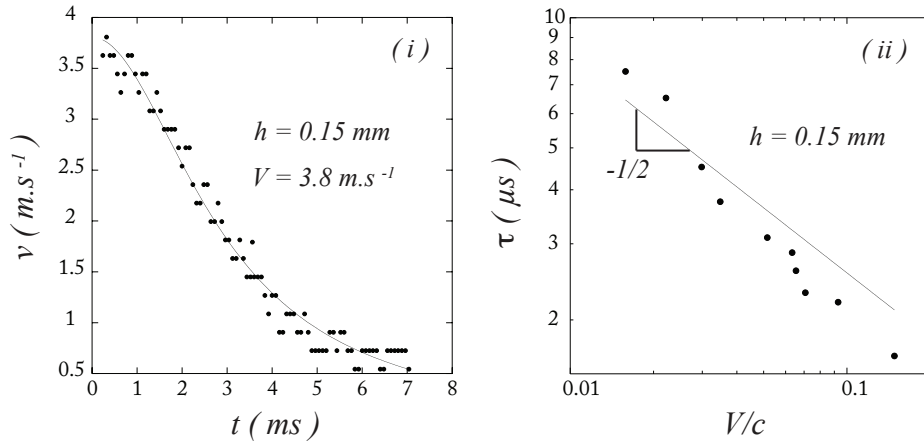 ( i )
4
3.5
3
2.5
2
1.5
1
0.5
0 1 2 3 4 5 6 7 8
v ( m.s -1 )
t ( ms )
h = 0.15 mm
V = 3.8 m.s -1
( ii )
10
9
8
7
6
5
4
3
2
0.01 0.1
τ ( μs )
V/c
h = 0.15 mm
-1/2